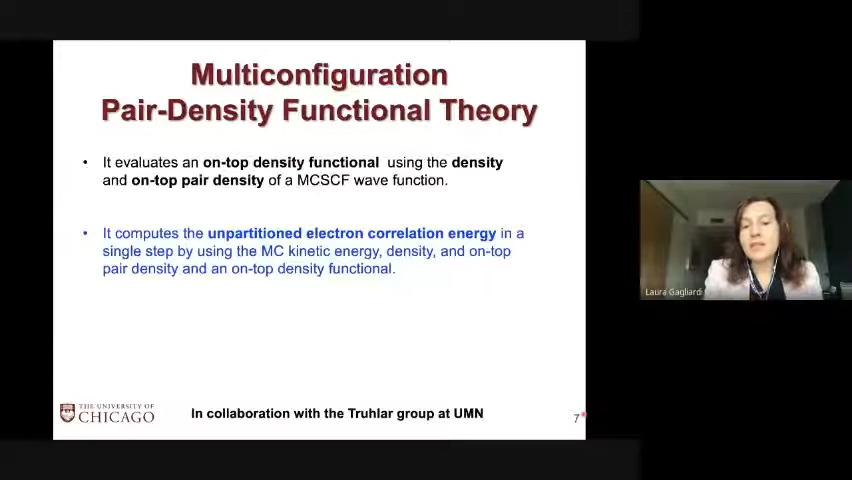 Multiconfiguration
Pair-Density Functional Theory
• It evaluates an on-top density functional using the density
and on-top pair density of a MCSCF wave function.
• It computes the unpartitioned electron correlation energy in a
single step by using the MC kinetic energy, density, and on-top
pair density and an on-top density functional.
THE UNIVERSITY OF
CHICAGO
In collaboration with the Truhlar group at UMN
7
Laura Gagliardi